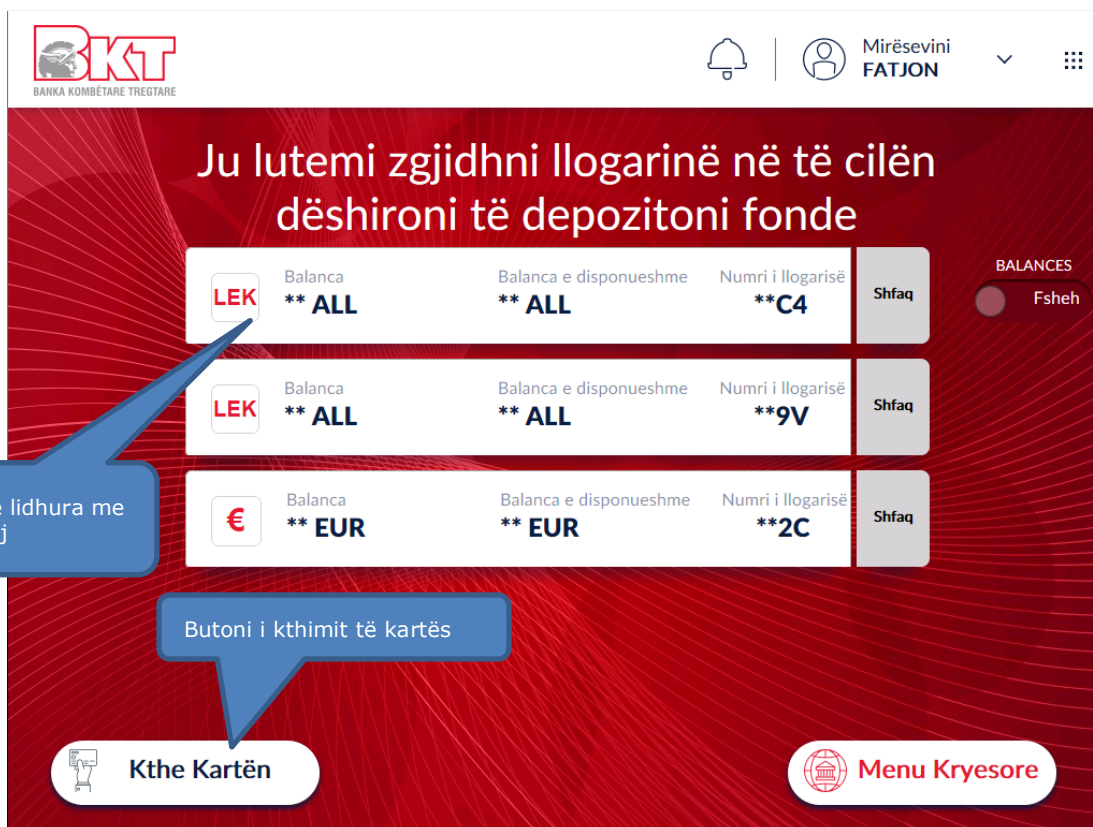 BKT
BANKA KOMBËTARE TREGTARE
Mirësevini
FATJON
Ju lutemi zgjidhni llogarinë në të cilën
dëshironi të depozitoni fonde
BALANCES
Fsheh
LEK
Balanca
** ALL
Balanca e disponueshme
** ALL
Numri i llogarisë
**C4
Shfaq
LEK
Balanca
** ALL
Balanca e disponueshme
** ALL
Numri i llogarisë
**9V
Shfaq
€
Balanca
** EUR
Balanca e disponueshme
** EUR
Numri i llogarisë
**2C
Shfaq
lidhura me
Butoni i kthimit të kartës
Kthe Kartën
Menu Kryesore